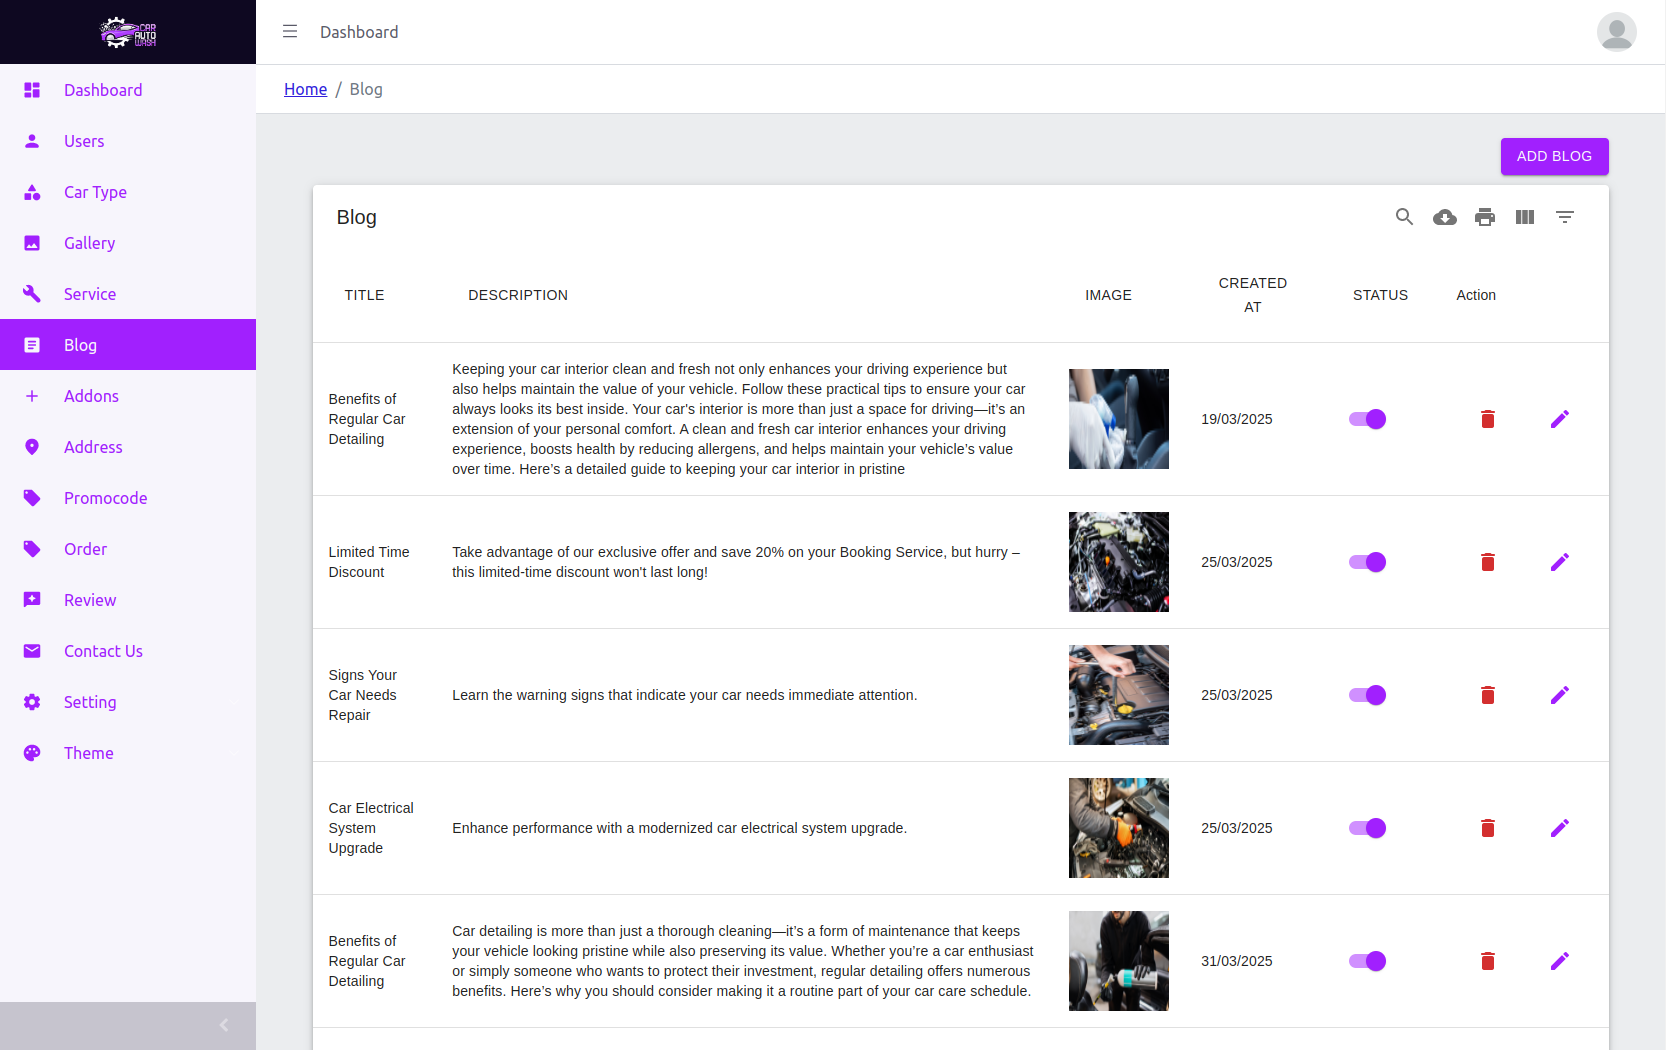 CAR
AUTO
WASH
Dashboard
Home / Blog
Dashboard
Users
Car Type
Gallery
Service
Blog
Addons
Address
Promocode
Order
Review
Contact Us
Setting
Theme
ADD BLOG
Blog
TITLE DESCRIPTION IMAGE CREATED AT STATUS Action
Benefits of
Regular Car
Detailing
Keeping your car interior clean and fresh not only enhances your driving experience but
also helps maintain the value of your vehicle. Follow these practical tips to ensure your car
always looks its best inside. Your car's interior is more than just a space for driving—it’s an
extension of your personal comfort. A clean and fresh car interior enhances your driving
experience, boosts health by reducing allergens, and helps maintain your vehicle’s value
over time. Here’s a detailed guide to keeping your car interior in pristine
19/03/2025
Limited Time
Discount
Take advantage of our exclusive offer and save 20% on your Booking Service, but hurry –
this limited-time discount won't last long!
25/03/2025
Signs Your
Car Needs
Repair
Learn the warning signs that indicate your car needs immediate attention.
25/03/2025
Car Electrical
System
Upgrade
Enhance performance with a modernized car electrical system upgrade.
25/03/2025
Benefits of
Regular Car
Detailing
Car detailing is more than just a thorough cleaning—it’s a form of maintenance that keeps
your vehicle looking pristine while also preserving its value. Whether you’re a car enthusiast
or simply someone who wants to protect their investment, regular detailing offers numerous
benefits. Here’s why you should consider making it a routine part of your car care schedule.
31/03/2025